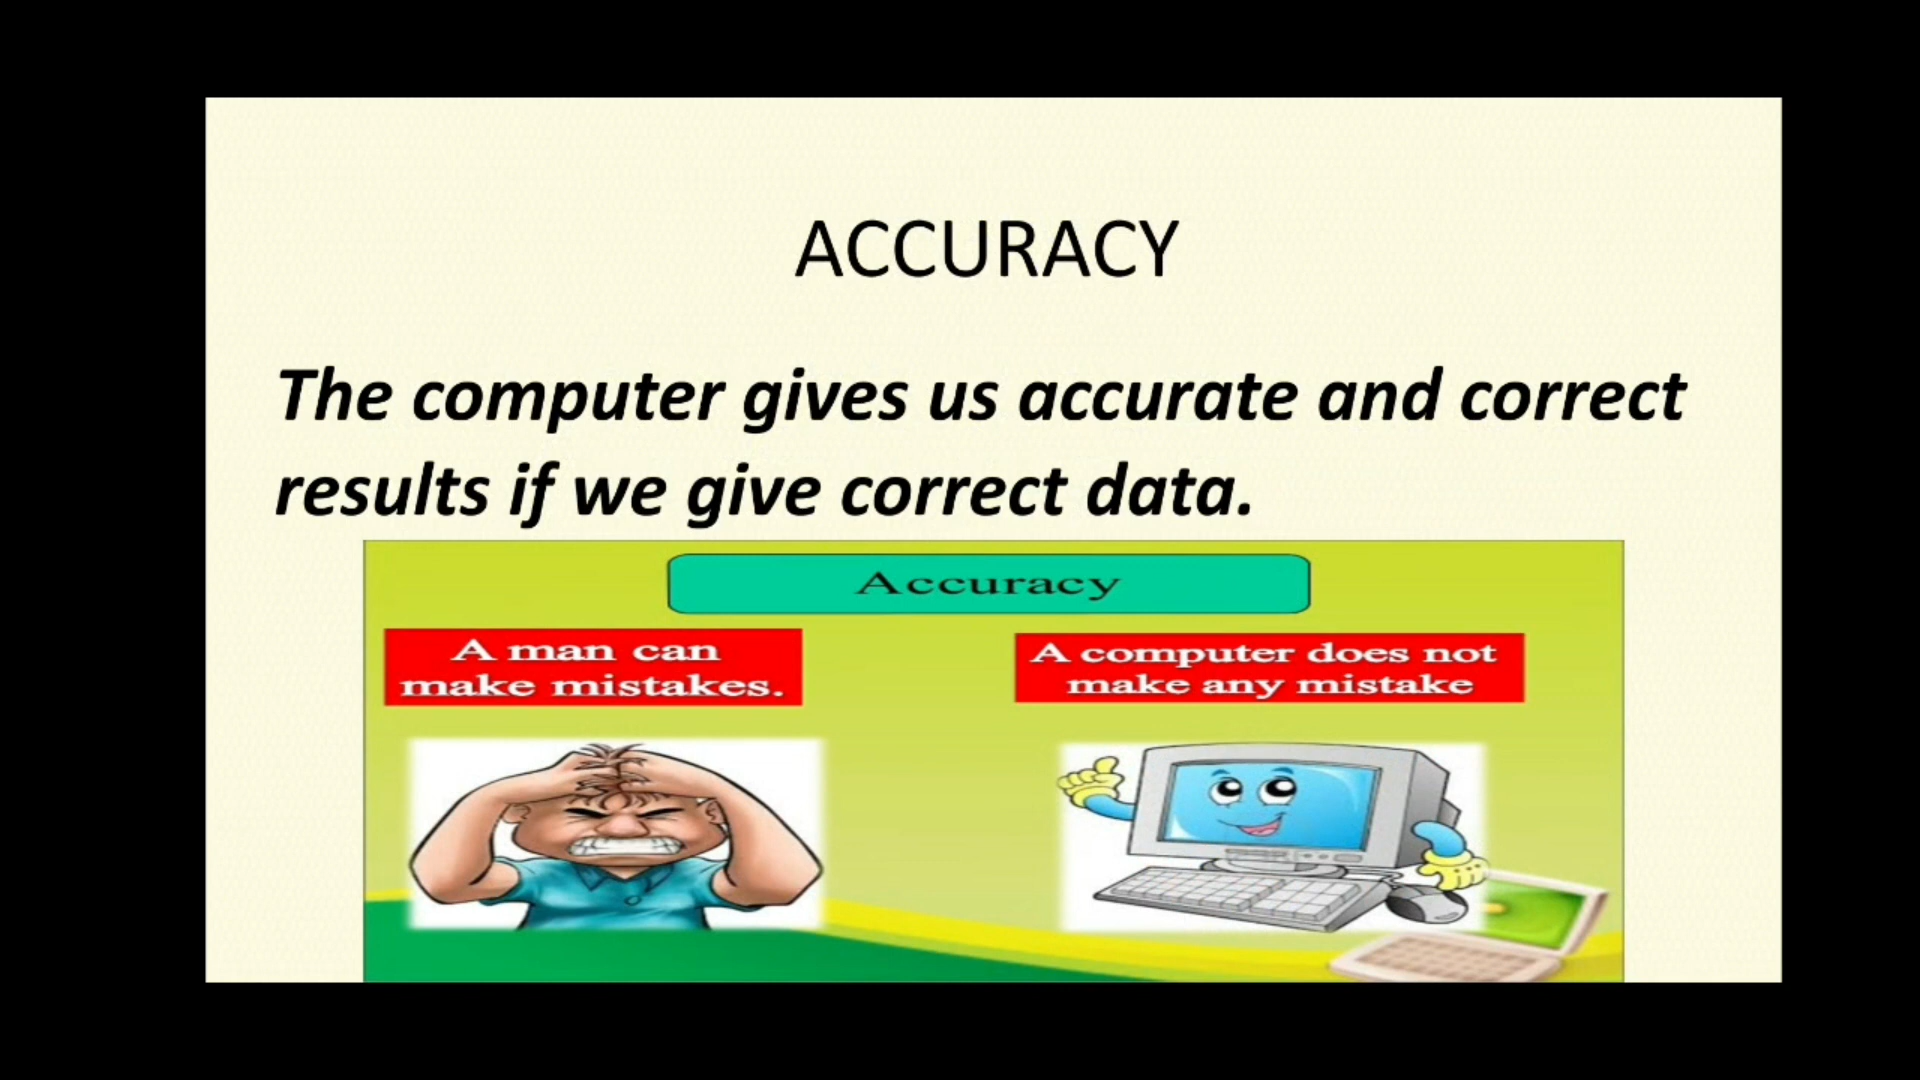 ACCURACY
The computer gives us accurate and correct
results if we give correct data.
Accuracy
A man can
make mistakes.
A computer does not
make any mistake